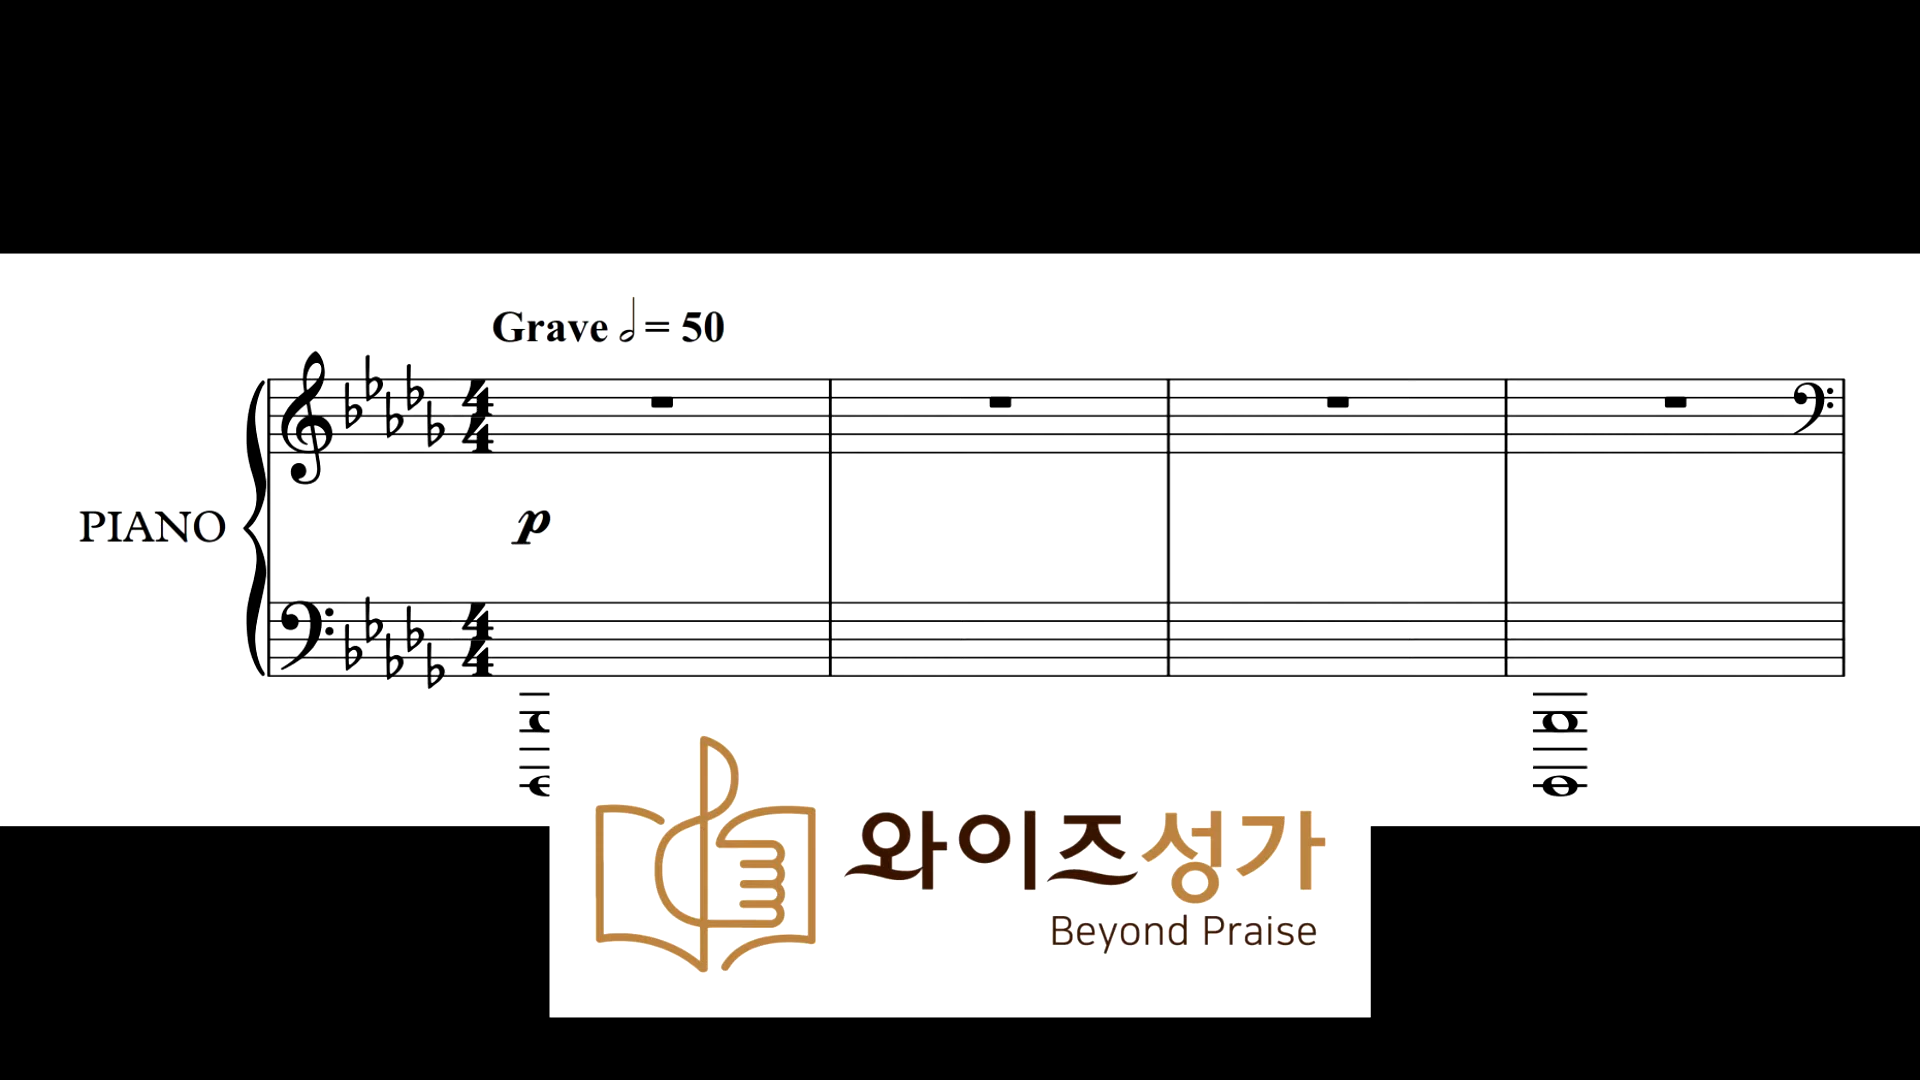 Grave 𝅗𝅥 = 50
PIANO
p
와이즈성가
Beyond Praise